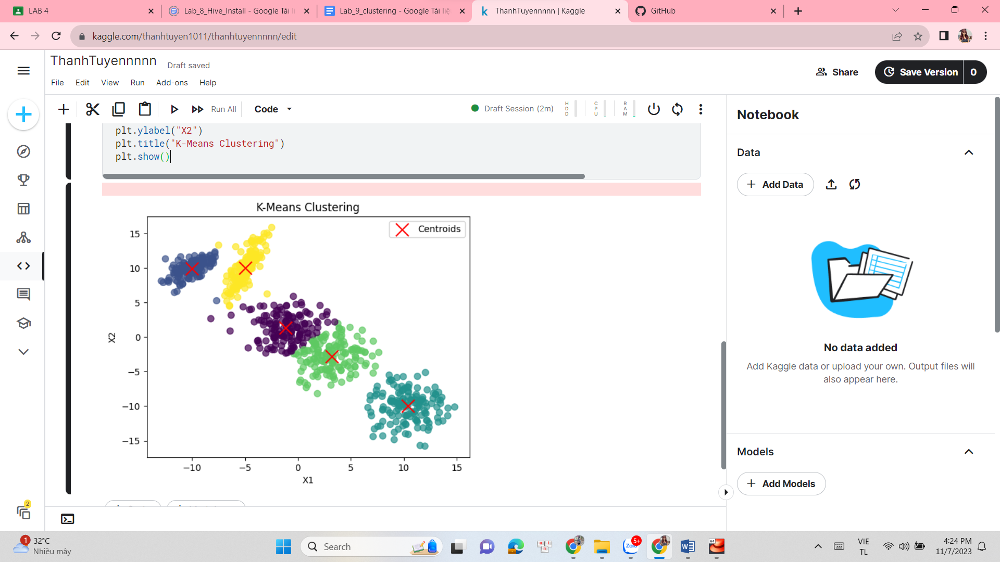 LAB 4
Lab_8_Hive_Install - Google Tài li
Lab_9_clustering - Google Tài liệ
ThanhTuyennnnn | Kaggle
GitHub
kaggle.com/thanhtuyen1011/thanhtuyennnnn/edit
ThanhTuyennnnn
Draft saved
File Edit View Run Add-ons Help
Share
Save Version 0
Run All
Code
Draft Session (2m)
HDD
CPU
RAM
Notebook
plt.ylabel("X2")
plt.title("K-Means Clustering")
plt.show()
Data
Add Data
K-Means Clustering
Centroids
15
10
5
0
−5
−10
−15
X2
−10 −5 0 5 10 15
X1
No data added
Add Kaggle data or upload your own. Output files will
also appear here.
Models
Add Models
2
1
32°C
Nhiều mây
Search
5+
Zalo
64
VIE
TL
4:24 PM
11/7/2023